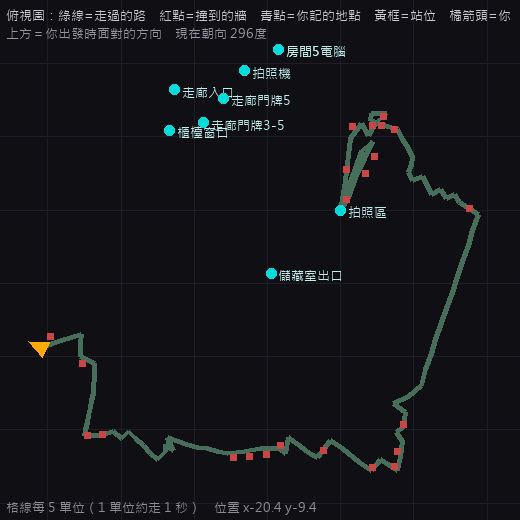 俯視圖：綠線=走過的路　紅點=撞到的牆　青點=你記的地點　黃框=站位　橘箭頭=你
上方=你出發時面對的方向　現在朝向 296度
房間5電腦
拍照機
走廊入口
走廊門牌5
走廊門牌3-5
櫃檯窗口
拍照區
儲藏室出口
格線每 5 單位 ( 1 單位約走 1 秒 )　位置 x-20.4 y-9.4